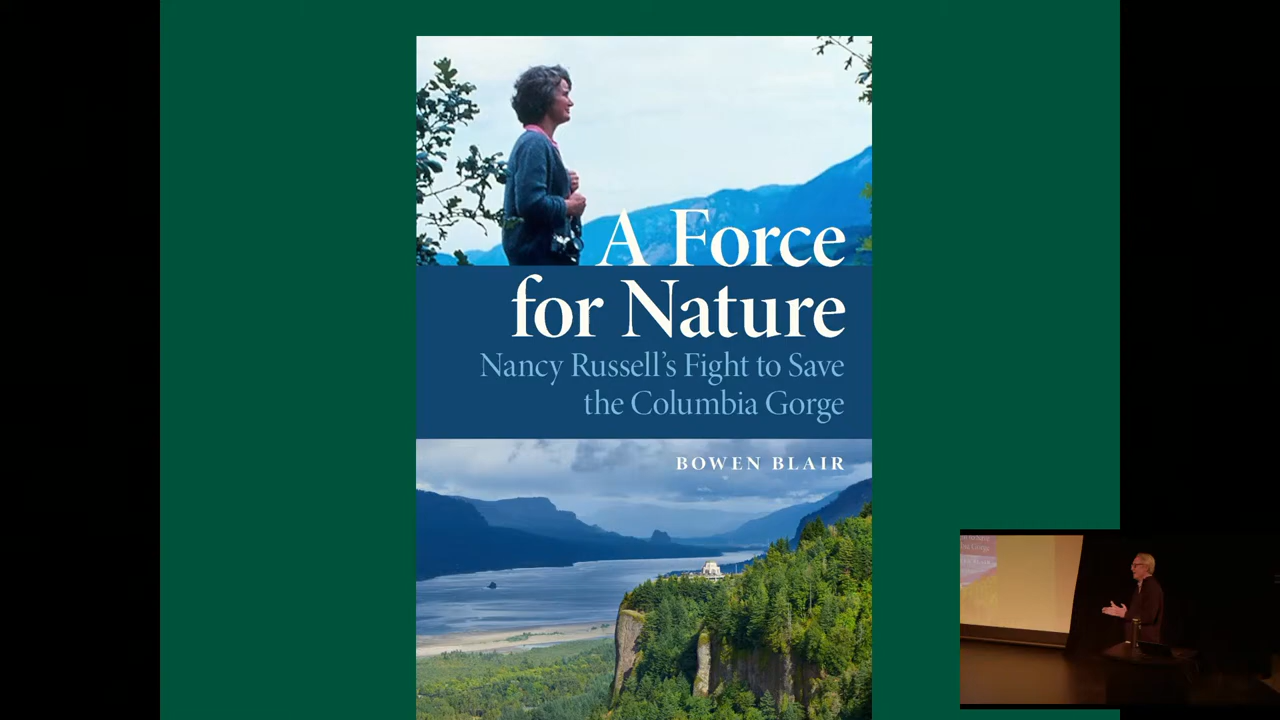 A Force
for Nature
Nancy Russell's Fight to Save
the Columbia Gorge
BOWEN BLAIR